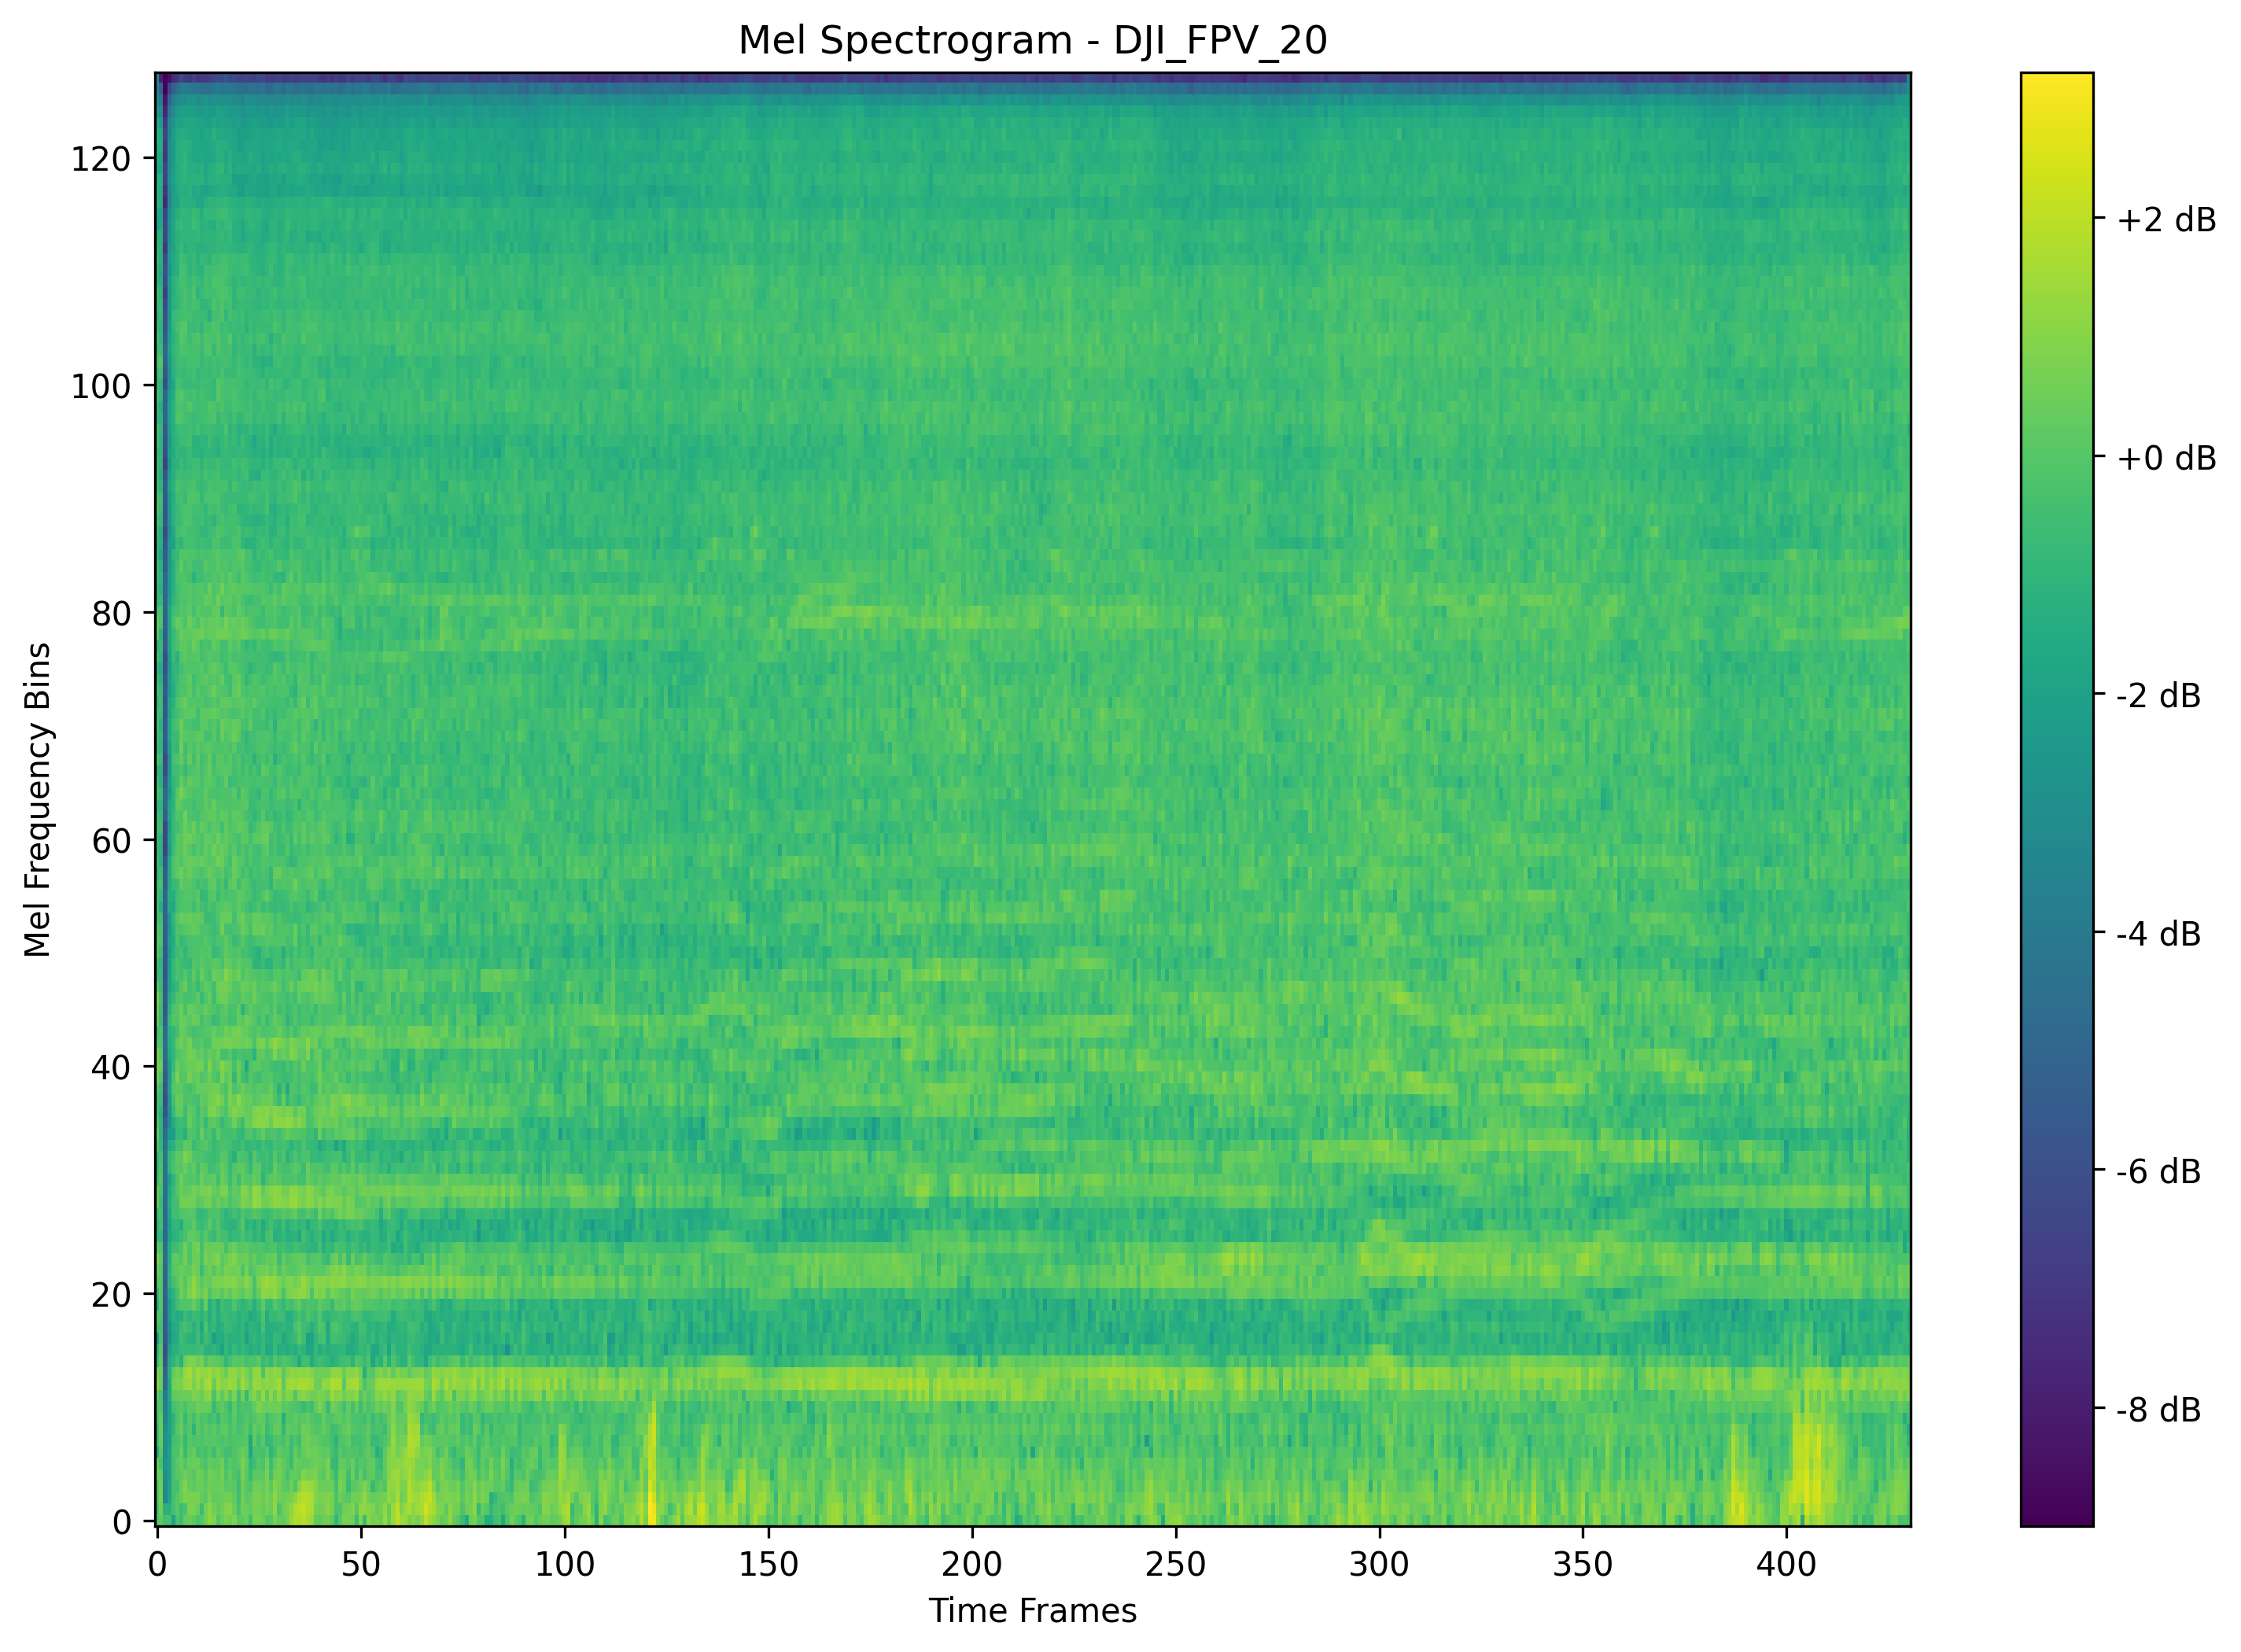 Mel Spectrogram - DJI_FPV_20
Mel Frequency Bins
120
100
80
60
40
20
0
0 50 100 150 200 250 300 350 400
Time Frames
+2 dB
+0 dB
-2 dB
-4 dB
-6 dB
-8 dB